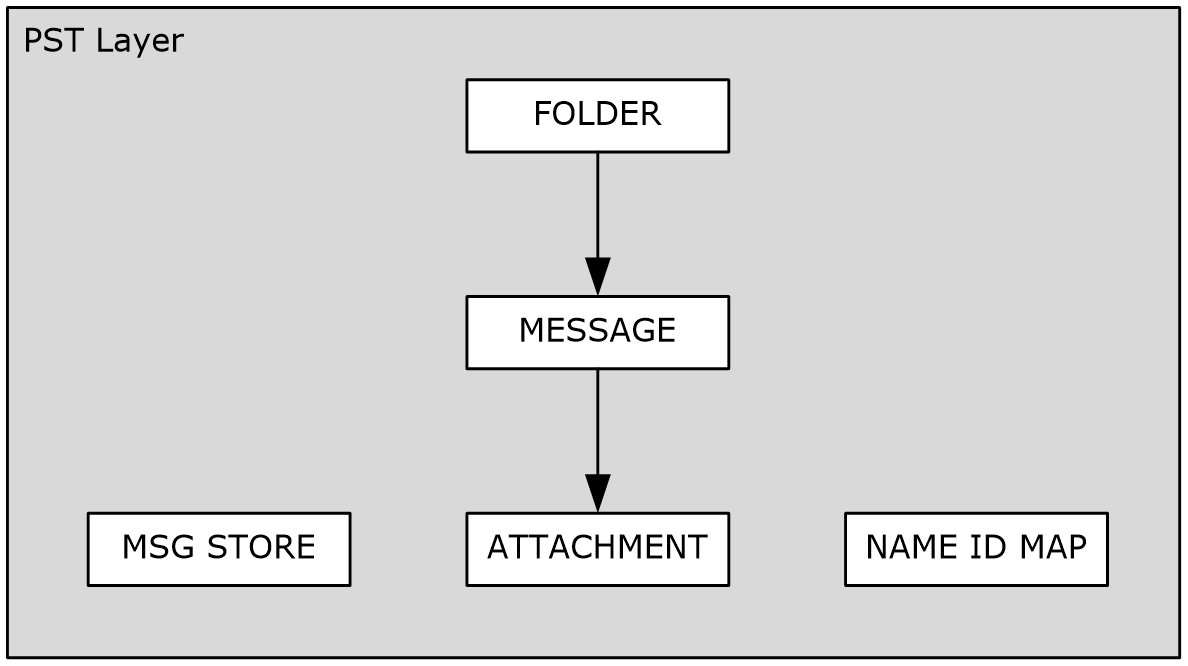 PST Layer
FOLDER
MESSAGE
MSG STORE
ATTACHMENT
NAME ID MAP